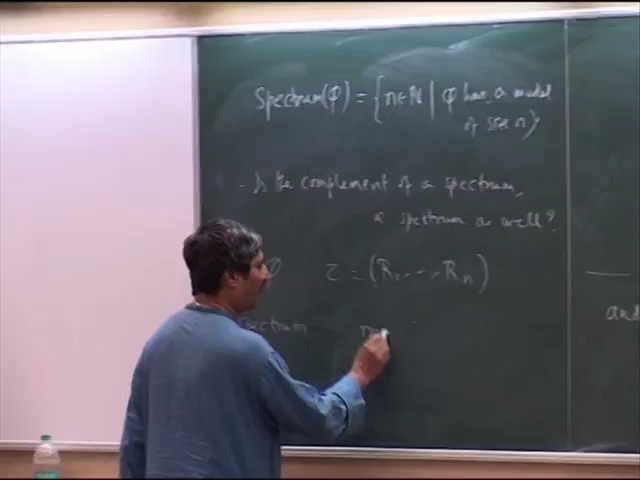 Spectrum(φ) = {n∈ℕ | φ has a model
of size n}
- Is the complement of a spectrum,
a spectrum as well?
τ = (R₁, ..., Rₙ)
Spectrum n
and